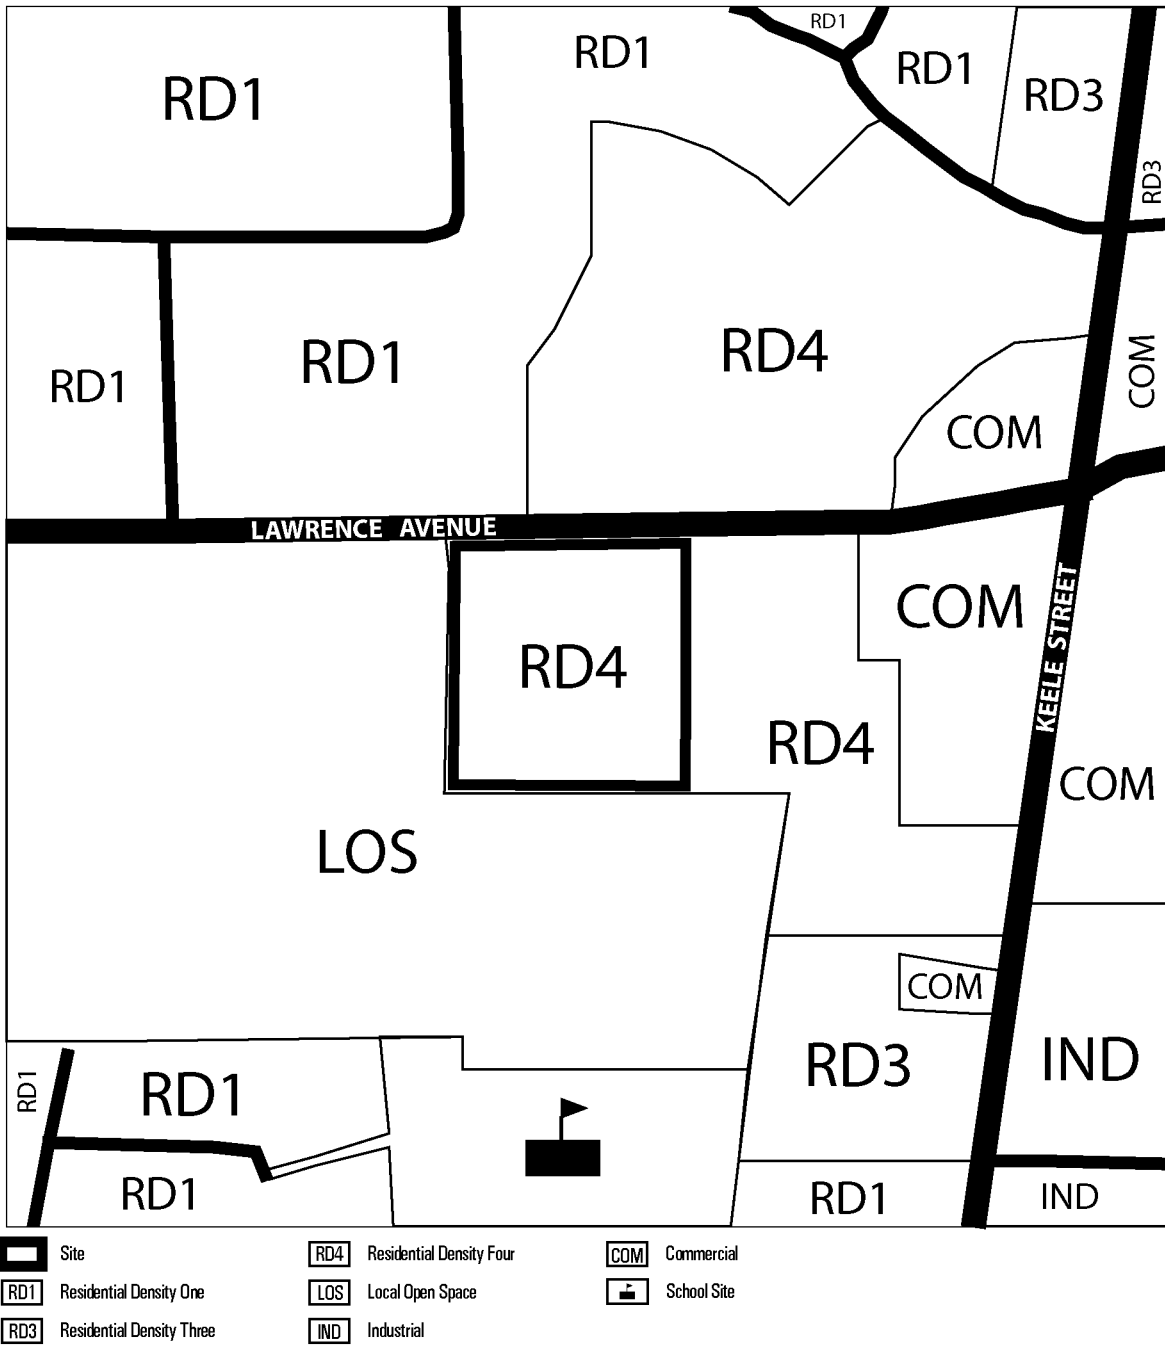 RD1
RD1
RD1
RD1
RD3
RD3
RD1
RD1
RD4
COM
COM
LAWRENCE AVENUE
RD4
COM
KEELE STREET
RD4
COM
LOS
COM
RD3
IND
RD1
RD1
RD1
RD1
IND
Site
RD4 Residential Density Four
COM Commercial
RD1 Residential Density One
LOS Local Open Space
School Site
RD3 Residential Density Three
IND Industrial